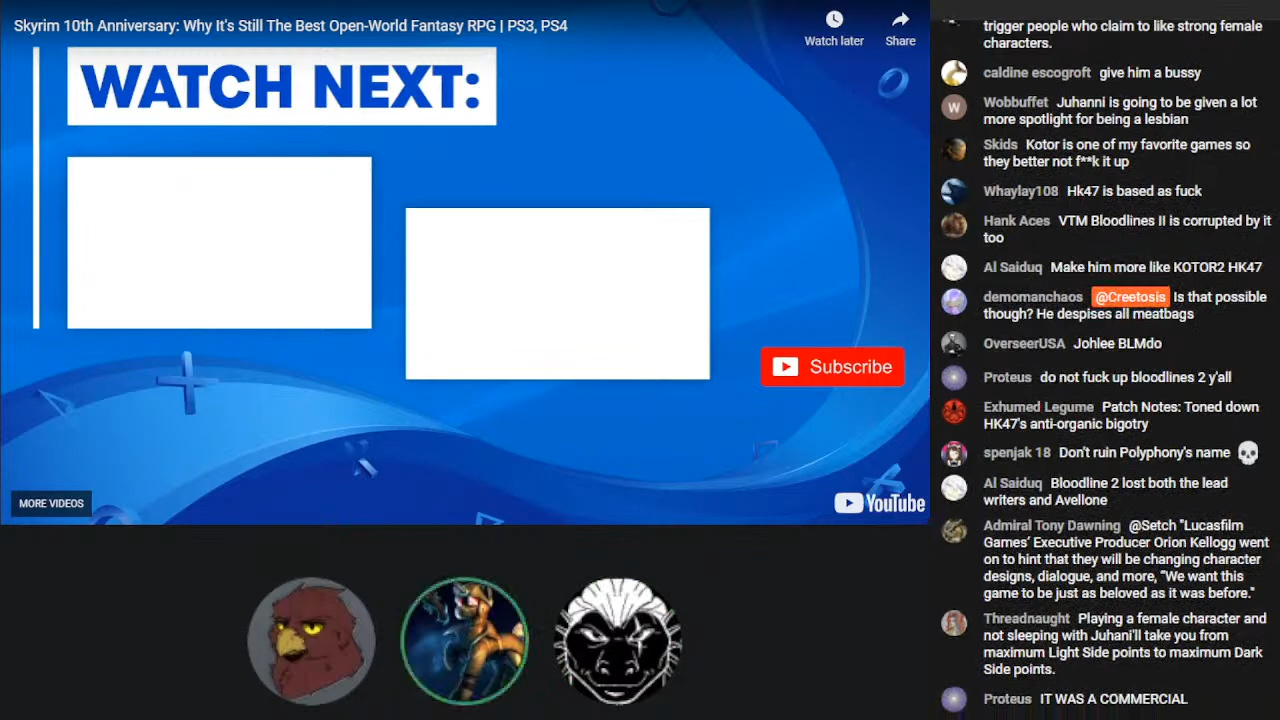 Skyrim 10th Anniversary: Why It's Still The Best Open-World Fantasy RPG | PS3, PS4
Watch later
Share
WATCH NEXT:
Subscribe
MORE VIDEOS
YouTube
trigger people who claim to like strong female
characters.
caldine escogroft give him a bussy
W
Wobbuffet Juhanni is going to be given a lot
more spotlight for being a lesbian
Skids Kotor is one of my favorite games so
they better not f**k it up
Whaylay108 Hk47 is based as fuck
Hank Aces VTM Bloodlines II is corrupted by it
too
Al Saiduq Make him more like KOTOR2 HK47
demomanchaos @Creetosis Is that possible
though? He despises all meatbags
OverseerUSA Johlee BLMdo
Proteus do not fuck up bloodlines 2 y'all
Exhumed Legume Patch Notes: Toned down
HK47's anti-organic bigotry
spenjak 18 Don't ruin Polyphony's name 💀
Al Saiduq Bloodline 2 lost both the lead
writers and Avellone
Admiral Tony Dawning @Setch "Lucasfilm
Games' Executive Producer Orion Kellogg went
on to hint that they will be changing character
designs, dialogue, and more, "We want this
game to be just as beloved as it was before."
Threadnaught Playing a female character and
not sleeping with Juhani'll take you from
maximum Light Side points to maximum Dark
Side points.
Proteus IT WAS A COMMERCIAL